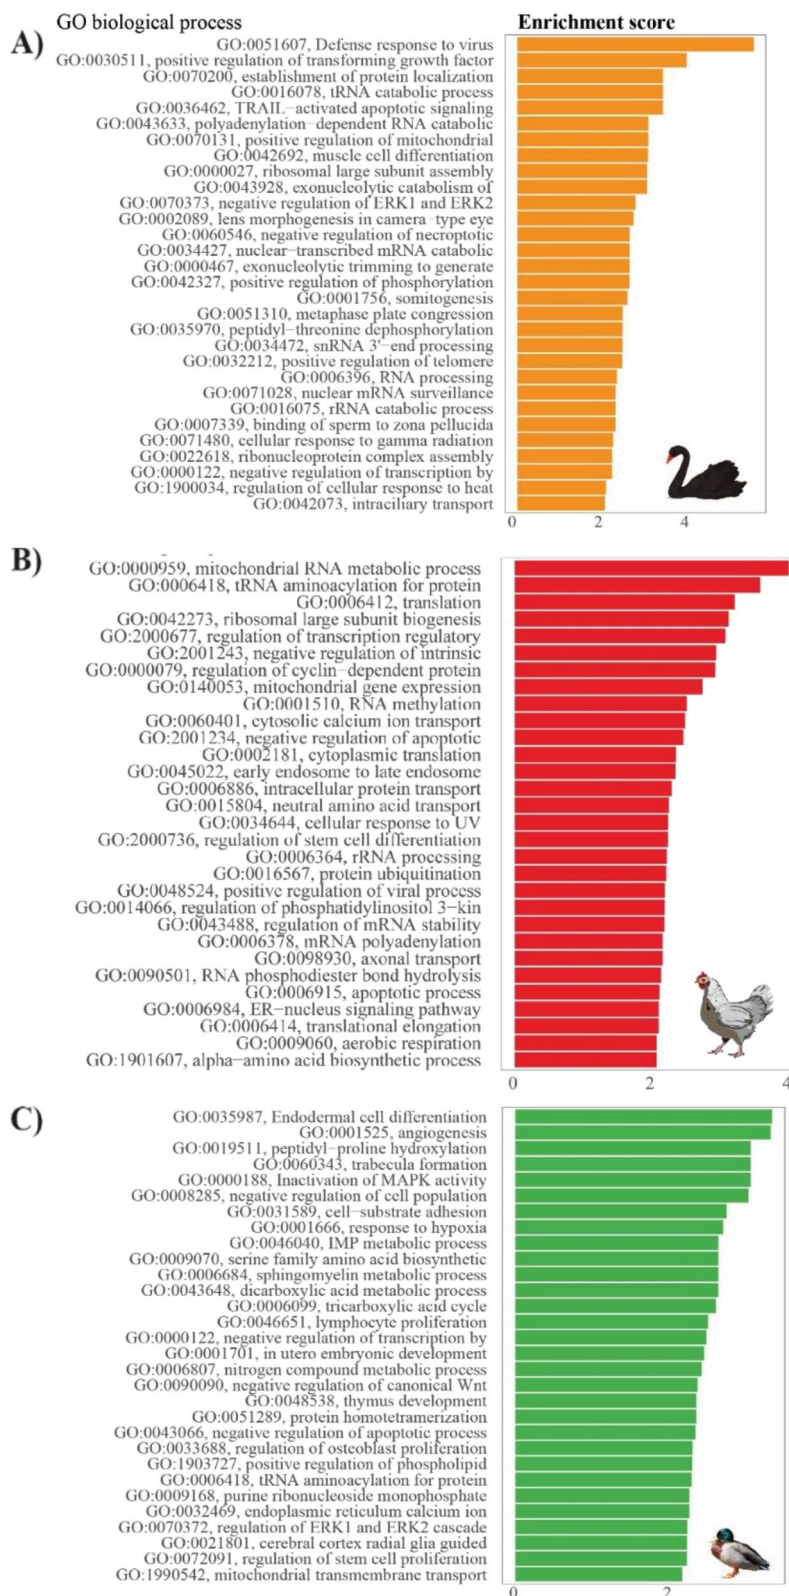 GO biological process
Enrichment score
A)
GO:0051607, Defense response to virus
GO:0030511, positive regulation of transforming growth factor
GO:0070200, establishment of protein localization
GO:0016078, tRNA catabolic process
GO:0036462, TRAIL−activated apoptotic signaling
GO:0043633, polyadenylation−dependent RNA catabolic
GO:0070131, positive regulation of mitochondrial
GO:0042692, muscle cell differentiation
GO:0000027, ribosomal large subunit assembly
GO:0043928, exonucleolytic catabolism of
GO:0070373, negative regulation of ERK1 and ERK2
GO:0002089, lens morphogenesis in camera−type eye
GO:0060546, negative regulation of necroptotic
GO:0034427, nuclear−transcribed mRNA catabolic
GO:0000467, exonucleolytic trimming to generate
GO:0042327, positive regulation of phosphorylation
GO:0001756, somitogenesis
GO:0051310, metaphase plate congression
GO:0035970, peptidyl−threonine dephosphorylation
GO:0034472, snRNA 3'−end processing
GO:0032212, positive regulation of telomere
GO:0006396, RNA processing
GO:0071028, nuclear mRNA surveillance
GO:0016075, rRNA catabolic process
GO:0007339, binding of sperm to zona pellucida
GO:0071480, cellular response to gamma radiation
GO:0022618, ribonucleoprotein complex assembly
GO:0000122, negative regulation of transcription by
GO:1900034, regulation of cellular response to heat
GO:0042073, intraciliary transport
0 2 4
B)
GO:0000959, mitochondrial RNA metabolic process
GO:0006418, tRNA aminoacylation for protein
GO:0006412, translation
GO:0042273, ribosomal large subunit biogenesis
GO:2000677, regulation of transcription regulatory
GO:2001243, negative regulation of intrinsic
GO:0000079, regulation of cyclin−dependent protein
GO:0140053, mitochondrial gene expression
GO:0001510, RNA methylation
GO:0060401, cytosolic calcium ion transport
GO:2001234, negative regulation of apoptotic
GO:0002181, cytoplasmic translation
GO:0045022, early endosome to late endosome
GO:0006886, intracellular protein transport
GO:0015804, neutral amino acid transport
GO:0034644, cellular response to UV
GO:2000736, regulation of stem cell differentiation
GO:0006364, rRNA processing
GO:0016567, protein ubiquitination
GO:0048524, positive regulation of viral process
GO:0014066, regulation of phosphatidylinositol 3−kin
GO:0043488, regulation of mRNA stability
GO:0006378, mRNA polyadenylation
GO:0098930, axonal transport
GO:0090501, RNA phosphodiester bond hydrolysis
GO:0006915, apoptotic process
GO:0006984, ER−nucleus signaling pathway
GO:0006414, translational elongation
GO:0009060, aerobic respiration
GO:1901607, alpha−amino acid biosynthetic process
0 2 4
C)
GO:0035987, Endodermal cell differentiation
GO:0001525, angiogenesis
GO:0019511, peptidyl−proline hydroxylation
GO:0060343, trabecula formation
GO:0000188, Inactivation of MAPK activity
GO:0008285, negative regulation of cell population
GO:0031589, cell−substrate adhesion
GO:0001666, response to hypoxia
GO:0046040, IMP metabolic process
GO:0009070, serine family amino acid biosynthetic
GO:0006684, sphingomyelin metabolic process
GO:0043648, dicarboxylic acid metabolic process
GO:0006099, tricarboxylic acid cycle
GO:0046651, lymphocyte proliferation
GO:0000122, negative regulation of transcription by
GO:0001701, in utero embryonic development
GO:0006807, nitrogen compound metabolic process
GO:0090090, negative regulation of canonical Wnt
GO:0048538, thymus development
GO:0051289, protein homotetramerization
GO:0043066, negative regulation of apoptotic process
GO:0033688, regulation of osteoblast proliferation
GO:1903727, positive regulation of phospholipid
GO:0006418, tRNA aminoacylation for protein
GO:0009168, purine ribonucleoside monophosphate
GO:0032469, endoplasmic reticulum calcium ion
GO:0070372, regulation of ERK1 and ERK2 cascade
GO:0021801, cerebral cortex radial glia guided
GO:0072091, regulation of stem cell proliferation
GO:1990542, mitochondrial transmembrane transport
0 2